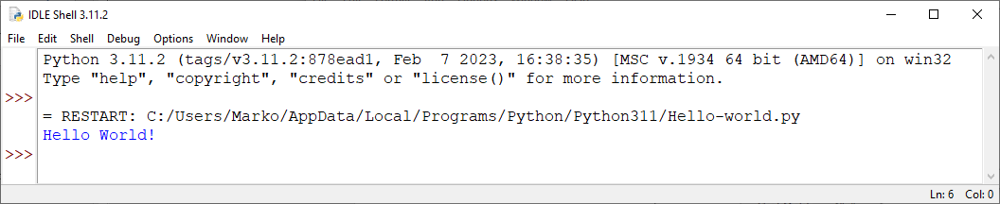 IDLE Shell 3.11.2
File Edit Shell Debug Options Window Help
Python 3.11.2 (tags/v3.11.2:878ead1, Feb  7 2023, 16:38:35) [MSC v.1934 64 bit (AMD64)] on win32
Type "help", "copyright", "credits" or "license()" for more information.
>>>
= RESTART: C:/Users/Marko/AppData/Local/Programs/Python/Python311/Hello-world.py
Hello World!
>>>
Ln: 6 Col: 0